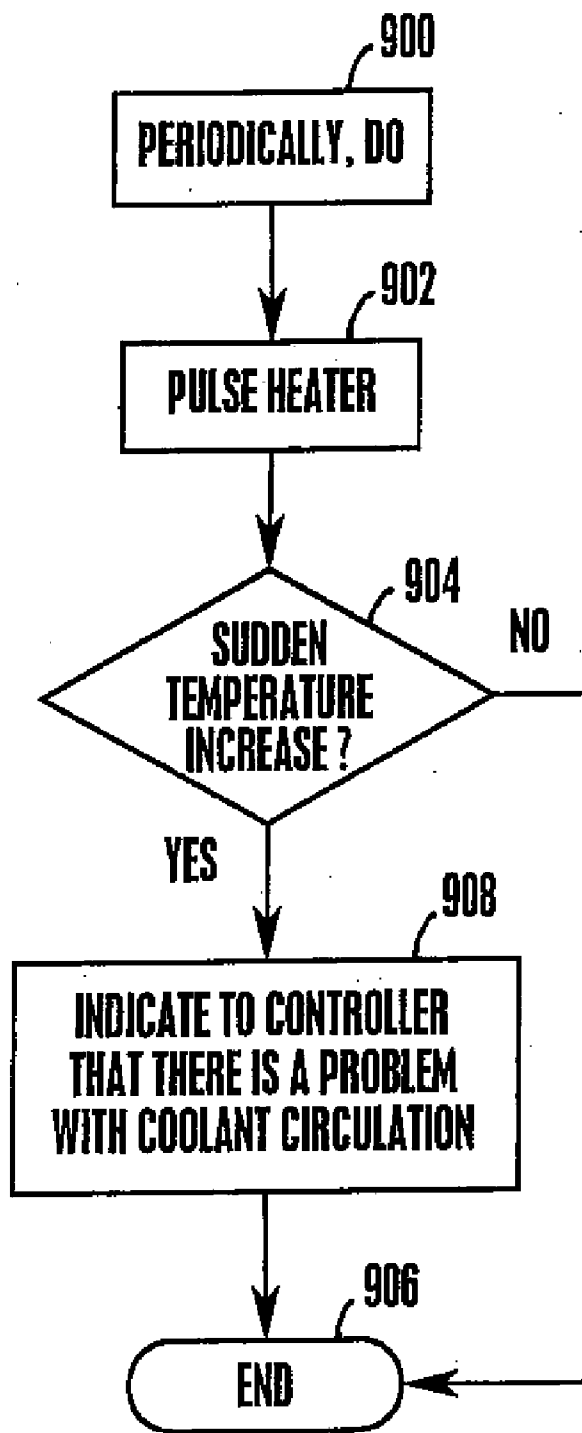 900
PERIODICALLY, DO
902
PULSE HEATER
904
SUDDEN
TEMPERATURE
INCREASE?
NO
YES
908
INDICATE TO CONTROLLER
THAT THERE IS A PROBLEM
WITH COOLANT CIRCULATION
906
END